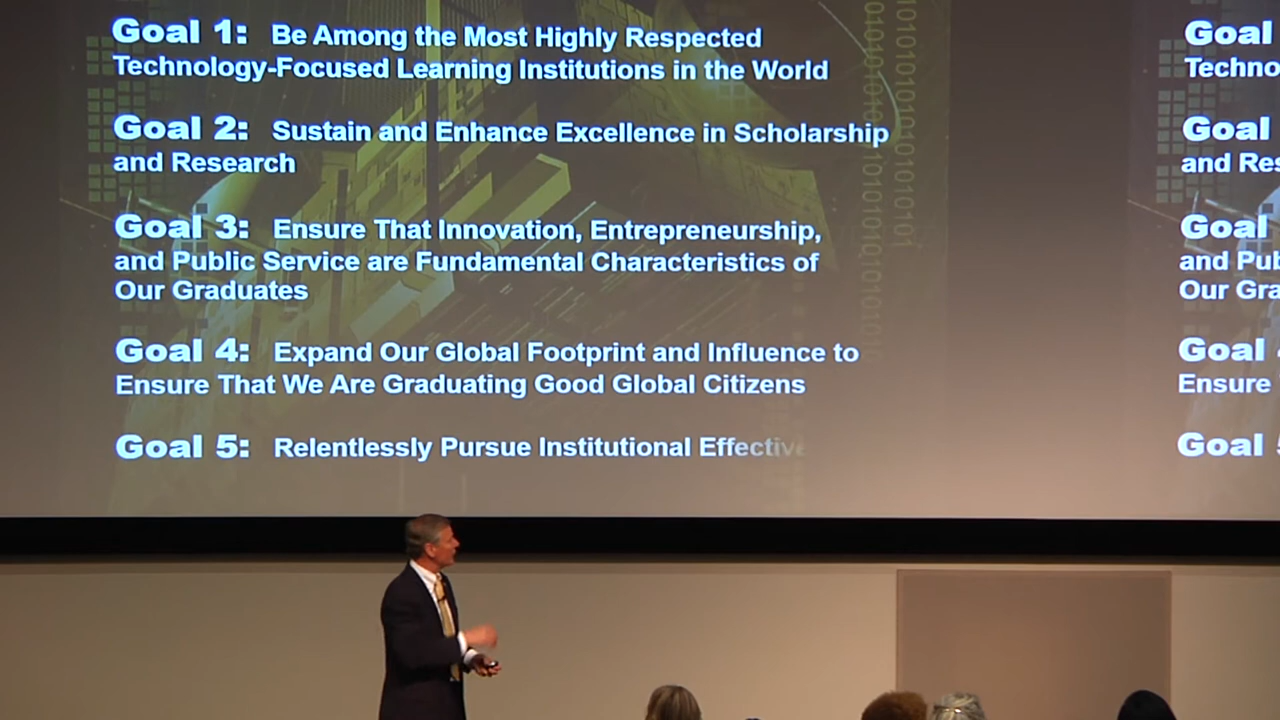 Goal 1: Be Among the Most Highly Respected
Technology-Focused Learning Institutions in the World
Goal 2: Sustain and Enhance Excellence in Scholarship
and Research
Goal 3: Ensure That Innovation, Entrepreneurship,
and Public Service are Fundamental Characteristics of
Our Graduates
Goal 4: Expand Our Global Footprint and Influence to
Ensure That We Are Graduating Good Global Citizens
Goal 5: Relentlessly Pursue Institutional Effective
Goal
Techno
Goal
and Res
Goal
and Pub
Our Gra
Goal
Ensure
Goal